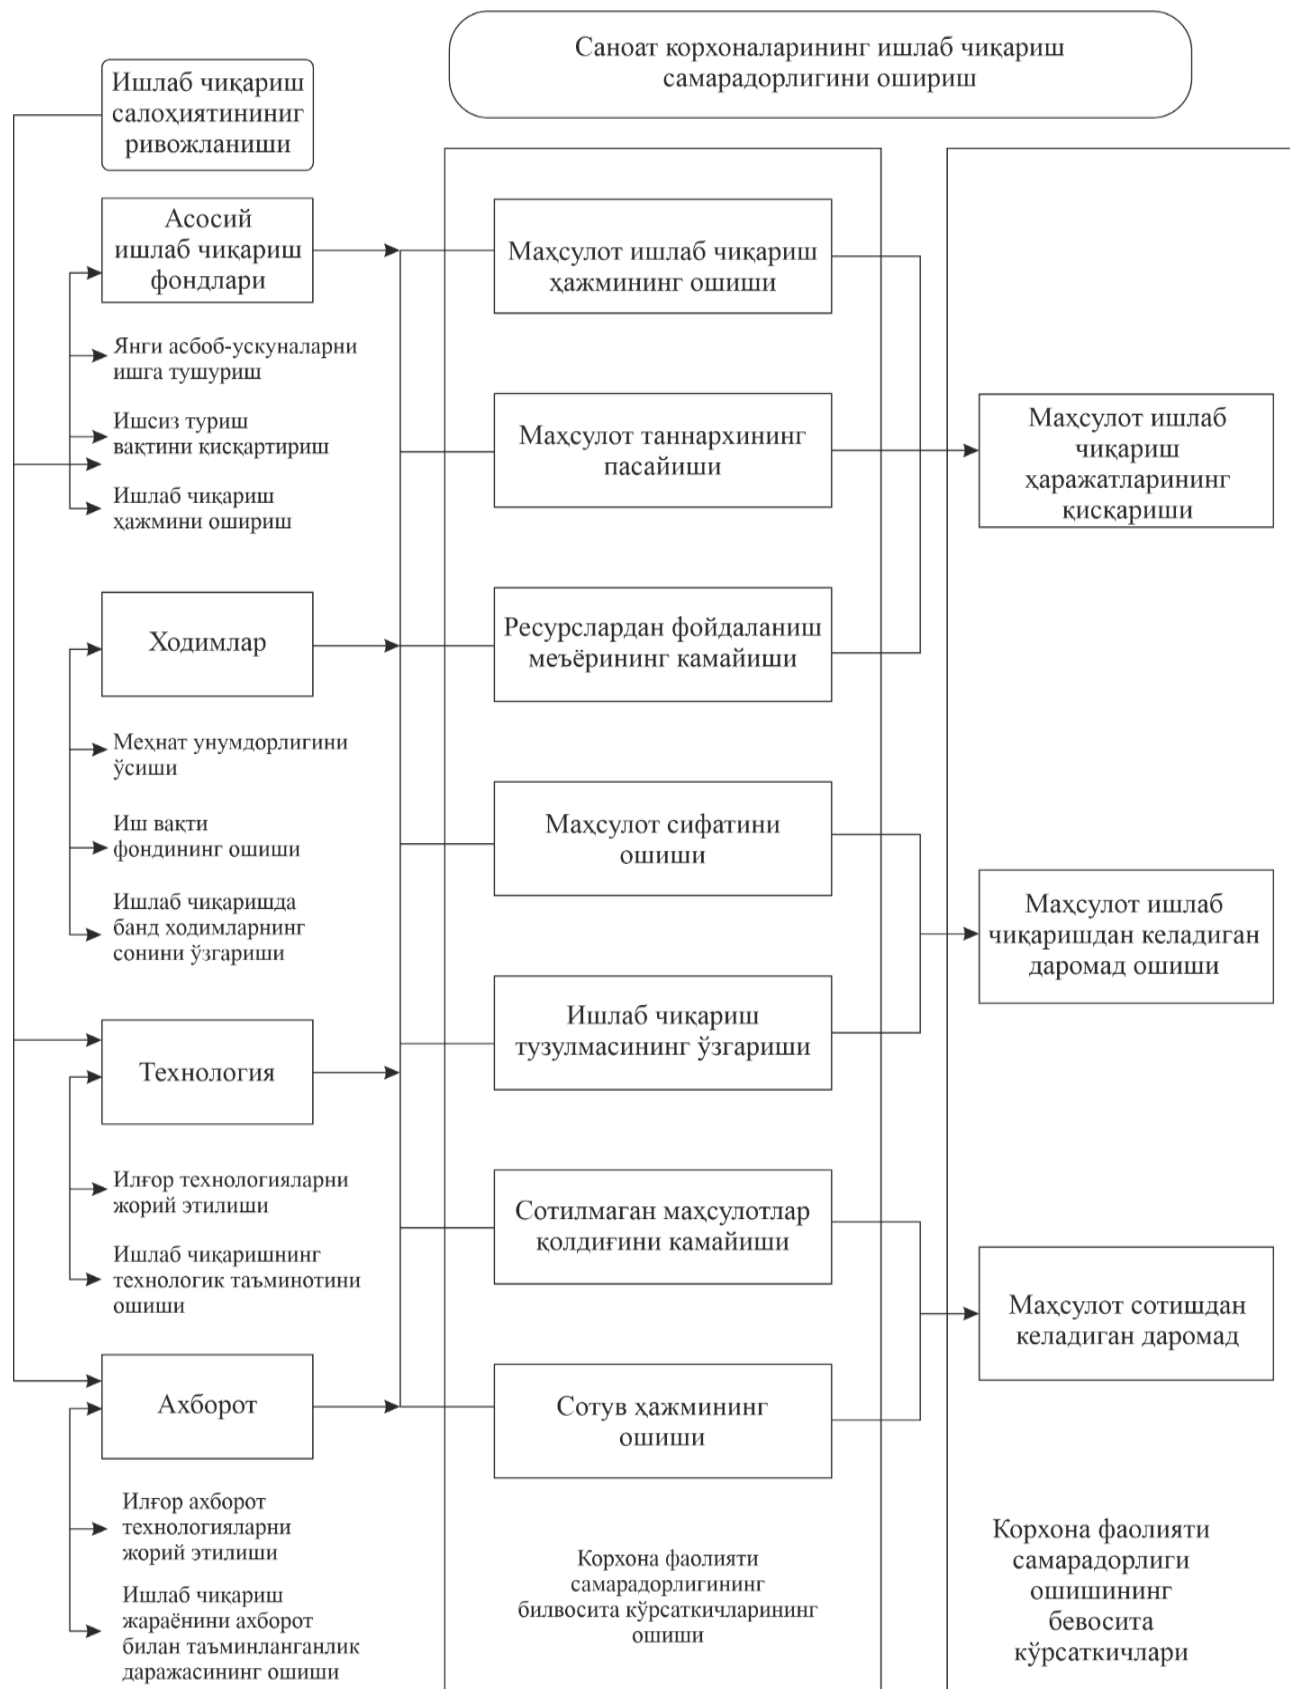 Саноат корхоналарининг ишлаб чиқариш
самарадорлигини ошириш
Ишлаб чиқариш
салоҳиятининиг
ривожланиши
Асосий
ишлаб чиқариш
фондлари
Янги асбоб-ускуналарни
ишга тушуриш
Ишсиз туриш
вақтини қисқартириш
Ишлаб чиқариш
ҳажмини ошириш
Ходимлар
Меҳнат унумдорлигини
ўсиши
Иш вақти
фондининг ошиши
Ишлаб чиқаришда
банд ходимларнинг
сонини ўзгариши
Технология
Илғор технологияларни
жорий этилиши
Ишлаб чиқаришнинг
технологик таъминотини
ошиши
Ахборот
Илғор ахборот
технологияларни
жорий этилиши
Ишлаб чиқариш
жараёнини ахборот
билан таъминланганлик
даражасининг ошиши
Маҳсулот ишлаб чиқариш
ҳажмининг ошиши
Маҳсулот таннархининг
пасайиши
Ресурслардан фойдаланиш
меъёрининг камайиши
Маҳсулот сифатини
ошиши
Ишлаб чиқариш
тузулмасининг ўзгариши
Сотилмаган маҳсулотлар
қолдиғини камайиши
Сотув ҳажмининг
ошиши
Корхона фаолияти
самарадорлигининг
билвосита кўрсаткичларининг
ошиши
Маҳсулот ишлаб
чиқариш
ҳаражатларининг
қисқариши
Маҳсулот ишлаб
чиқаришдан келадиган
даромад ошиши
Маҳсулот сотишдан
келадиган даромад
Корхона фаолияти
самарадорлиги
ошишининг
бевосита
кўрсаткичлари